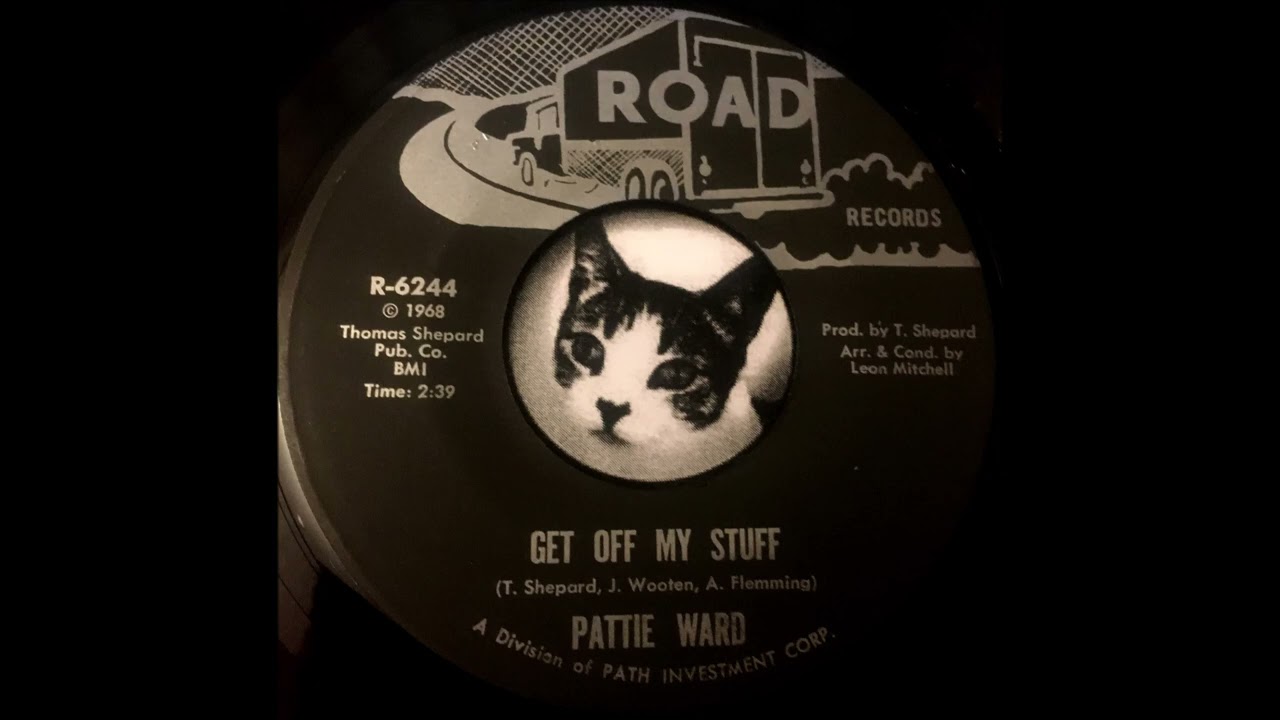 ROAD
RECORDS
R-6244
© 1968
Thomas Shepard
Pub. Co.
BMI
Time: 2:39
Prod. by T. Shepard
Arr. & Cond. by
Leon Mitchell
GET OFF MY STUFF
(T. Shepard, J. Wooten, A. Flemming)
PATTIE WARD
A Division of PATH INVESTMENT CORP.